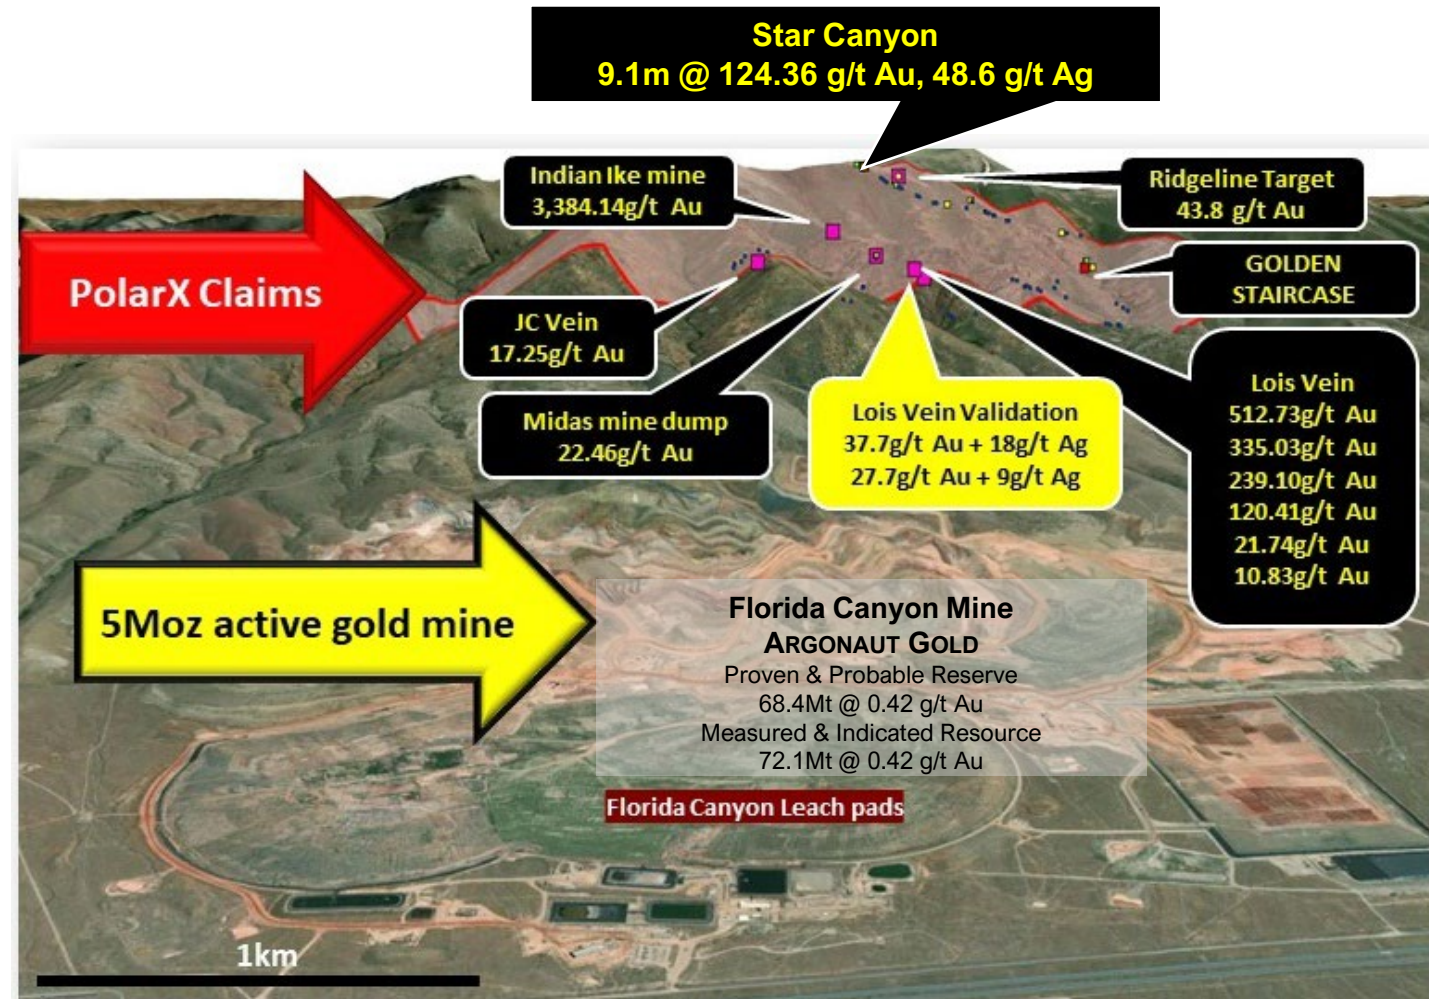 Star Canyon
9.1m @ 124.36 g/t Au, 48.6 g/t Ag
Indian Ike mine
3,384.14g/t Au
Ridgeline Target
43.8 g/t Au
PolarX Claims
GOLDEN
STAIRCASE
JC Vein
17.25g/t Au
Midas mine dump
22.46g/t Au
Lois Vein Validation
37.7g/t Au + 18g/t Ag
27.7g/t Au + 9g/t Ag
Lois Vein
512.73g/t Au
335.03g/t Au
239.10g/t Au
120.41g/t Au
21.74g/t Au
10.83g/t Au
5Moz active gold mine
Florida Canyon Mine
ARGONAUT GOLD
Proven & Probable Reserve
68.4Mt @ 0.42 g/t Au
Measured & Indicated Resource
72.1Mt @ 0.42 g/t Au
Florida Canyon Leach pads
1km